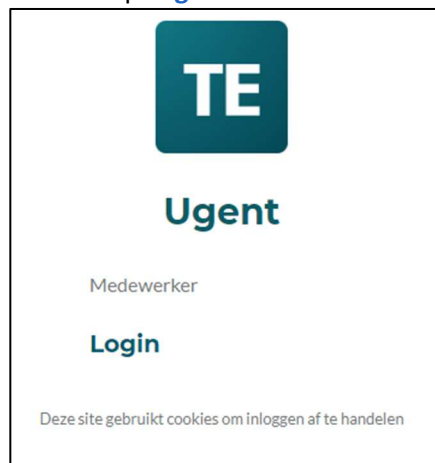 TE
Ugent
Medewerker
Login
Deze site gebruikt cookies om inloggen af te handelen